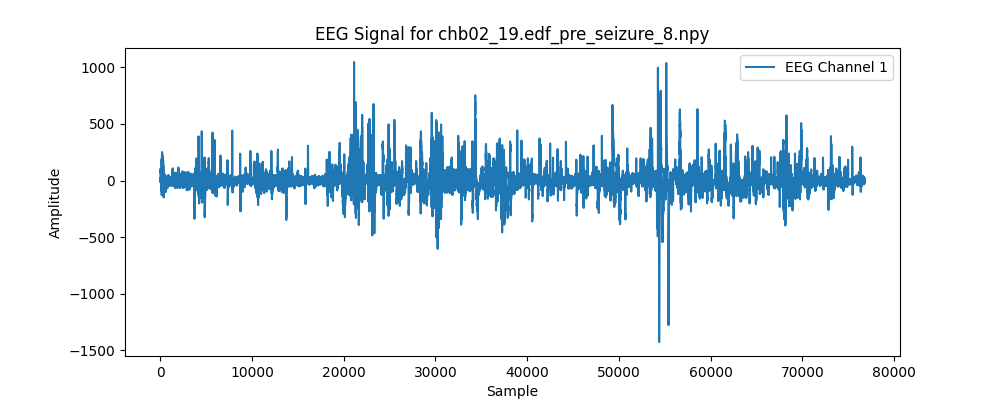 EEG Signal for chb02_19.edf_pre_seizure_8.npy
EEG Channel 1
Amplitude
1000
500
0
−500
−1000
−1500
0 10000 20000 30000 40000 50000 60000 70000 80000
Sample